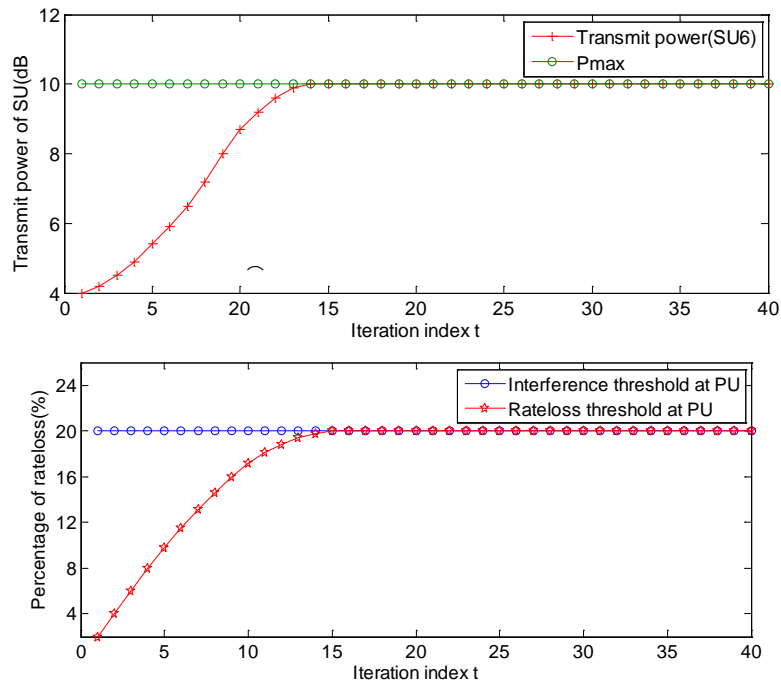 12
10
8
6
4
Transmit power of SU(dB
Transmit power(SU6)
Pmax
0 5 20 15 20 25 30 35 40
Iteration index t
24
20
16
12
8
4
Percentage of rateloss(%)
Interference threshold at PU
Rateloss threshold at PU
0 5 10 15 20 25 30 35 40
Iteration index t